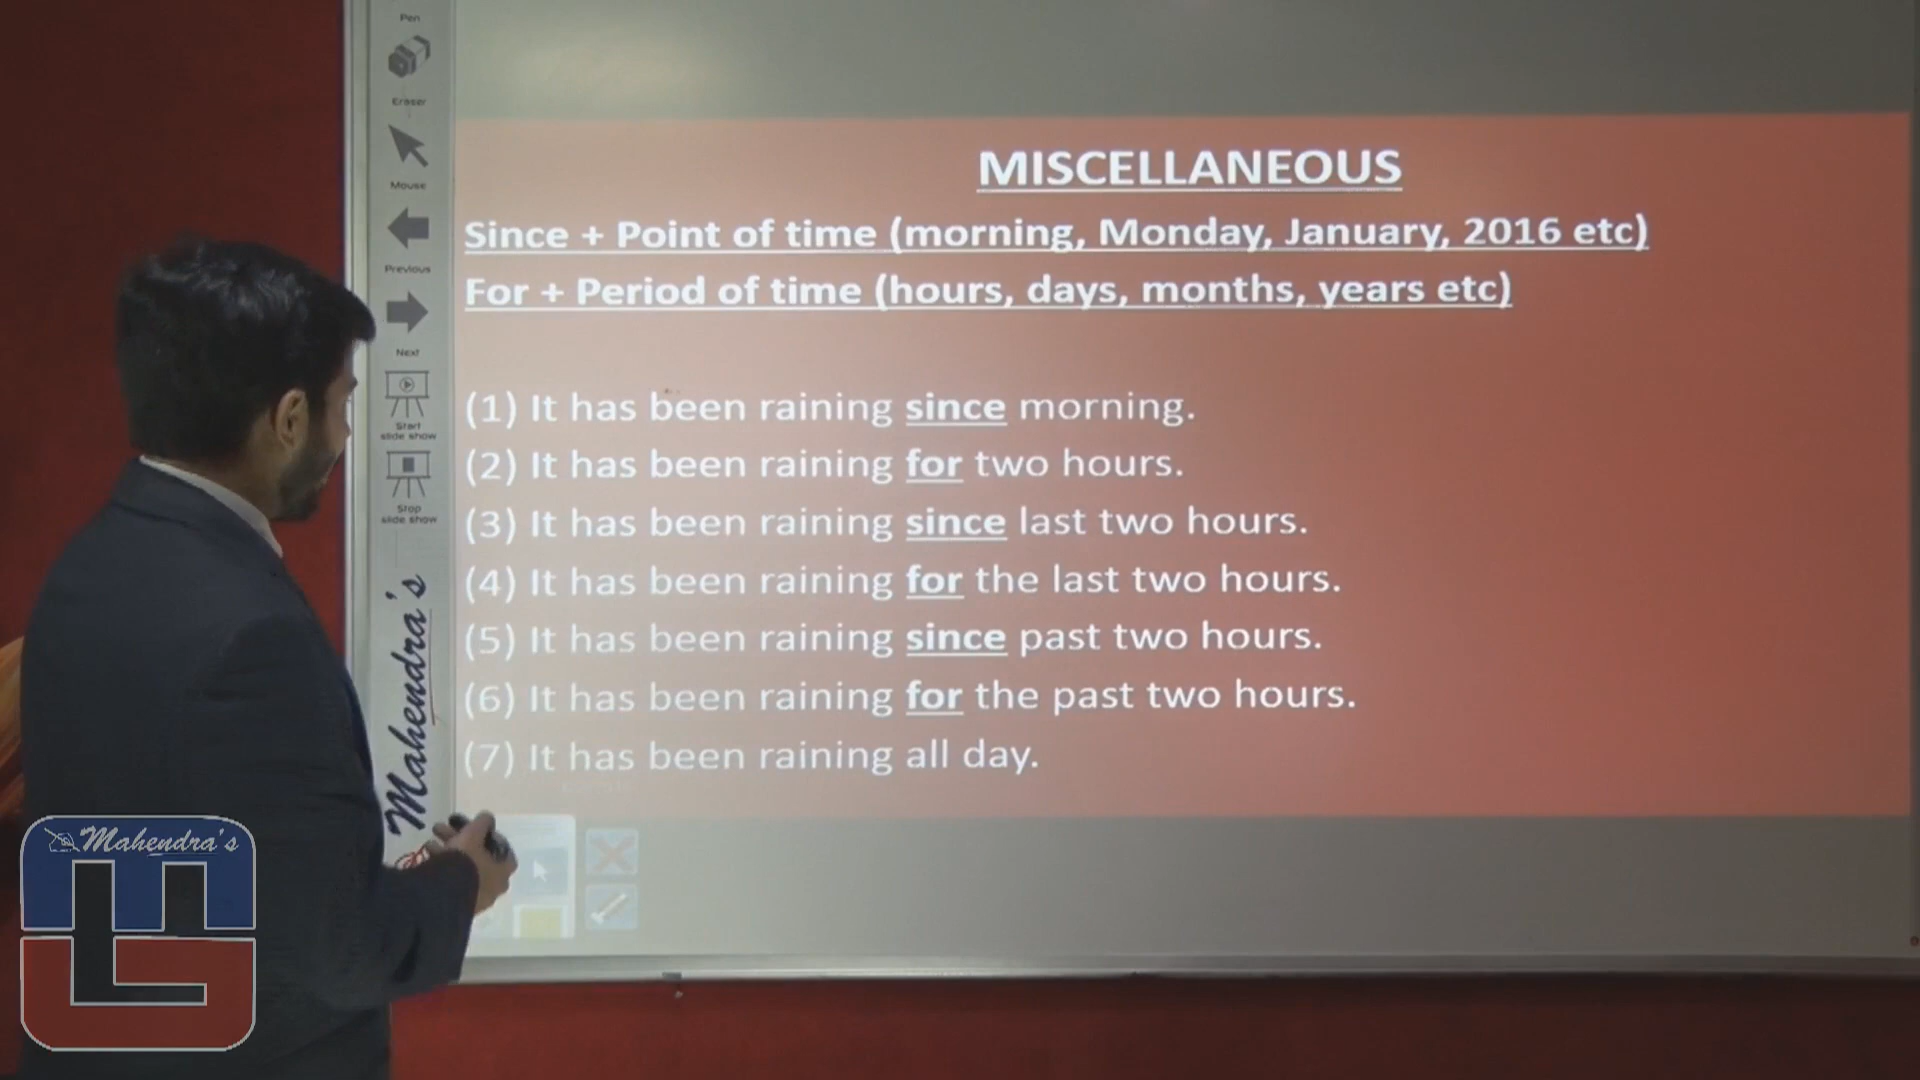 Pen
Eraser
Mouse
Previous
Next
Start
slide show
Stop
slide show
Mahendra's
MISCELLANEOUS
Since + Point of time (morning, Monday, January, 2016 etc)
For + Period of time (hours, days, months, years etc)
(1) It has been raining since morning.
(2) It has been raining for two hours.
(3) It has been raining since last two hours.
(4) It has been raining for the last two hours.
(5) It has been raining since past two hours.
(6) It has been raining for the past two hours.
(7) It has been raining all day.
Mahendra's